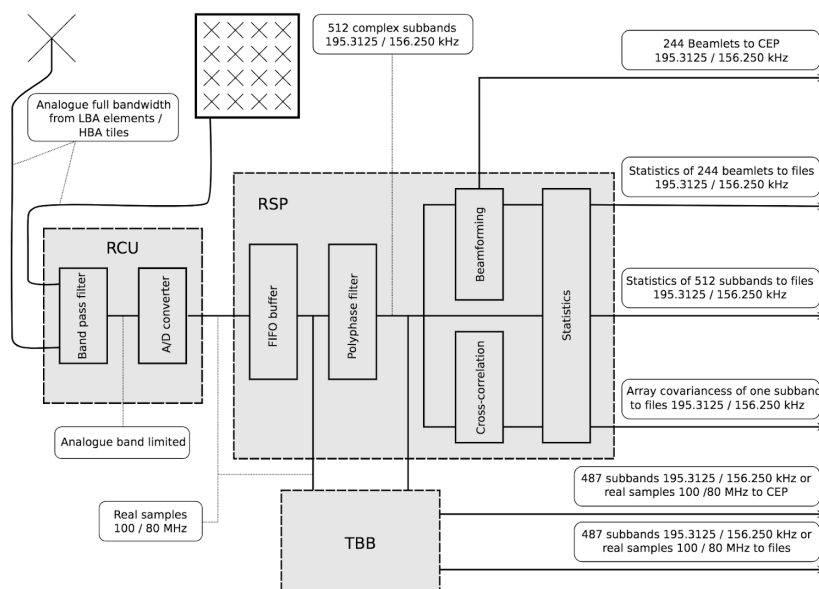 512 complex subbands
195.3125 / 156.250 kHz
244 Beamlets to CEP
195.3125 / 156.250 kHz
Analogue full bandwidth
from LBA elements /
HBA tiles
Statistics of 244 beamlets to files
195.3125 / 156.250 kHz
RSP
RCU
Band pass filter
A/D converter
FIFO buffer
Polyphase filter
Beamforming
Cross-correlation
Statistics
Statistics of 512 subbands to files
195.3125 / 156.250 kHz
Array covariancess of one subband
to files 195.3125 / 156.250 kHz
Analogue band limited
Real samples
100 / 80 MHz
TBB
487 subbands 195.3125 / 156.250 kHz or
real samples 100 /80 MHz to CEP
487 subbands 195.3125 / 156.250 kHz or
real samples 100 / 80 MHz to files